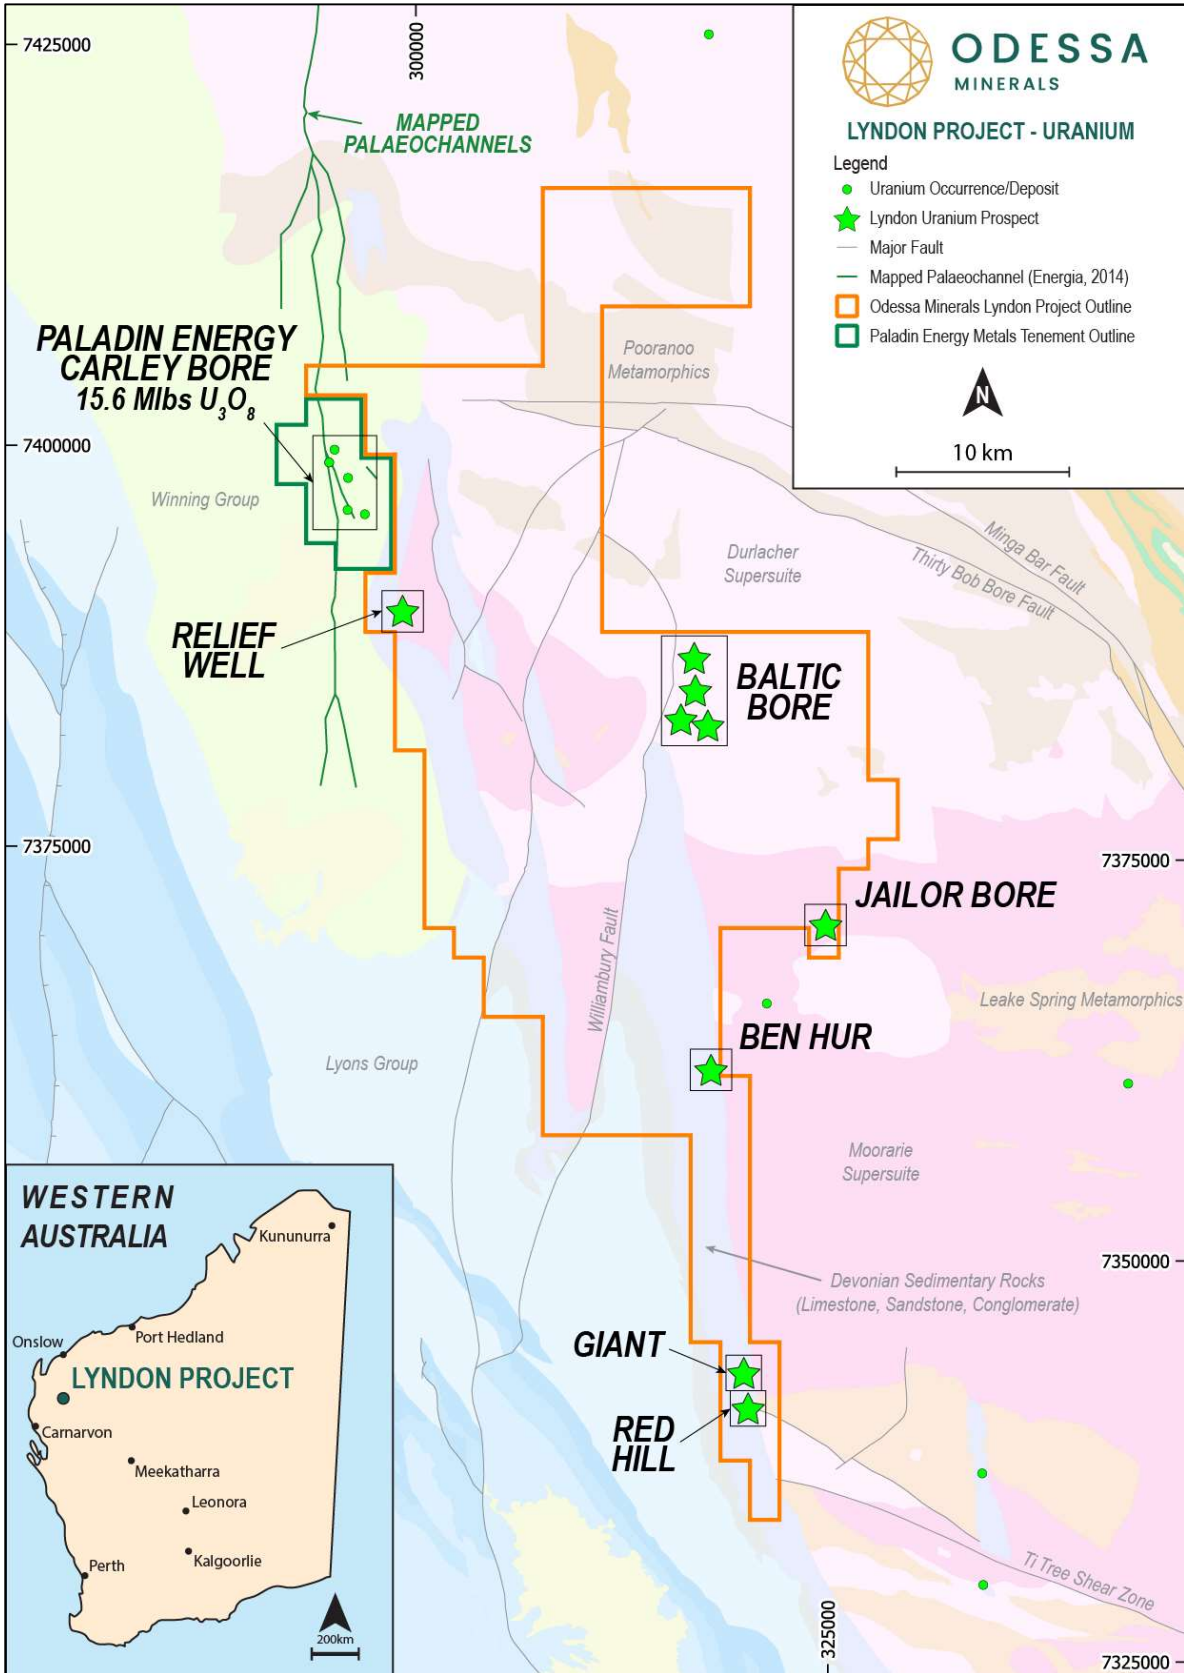 7425000
300000
ODESSA
MINERALS
LYNDON PROJECT - URANIUM
Legend
Uranium Occurrence/Deposit
Lyndon Uranium Prospect
Major Fault
Mapped Palaeochannel (Energia, 2014)
Odessa Minerals Lyndon Project Outline
Paladin Energy Metals Tenement Outline
N
10 km
MAPPED
PALAEOCHANNELS
PALADIN ENERGY
CARLEY BORE
15.6 Mlbs U₃O₈
Pooranoo
Metamorphics
7400000
Winning Group
Durlacher
Supersuite
Minga Bar Fault
Thirty Bob Bore Fault
RELIEF
WELL
BALTIC
BORE
7375000
7375000
JAILOR BORE
Williambury Fault
Leake Spring Metamorphics
BEN HUR
Lyons Group
Moorarie
Supersuite
7350000
Devonian Sedimentary Rocks
(Limestone, Sandstone, Conglomerate)
GIANT
RED
HILL
Ti Tree Shear Zone
325000
7325000
WESTERN
AUSTRALIA
Kununurra
Port Hedland
Onslow
LYNDON PROJECT
Carnarvon
Meekatharra
Leonora
Kalgoorlie
Perth
200km